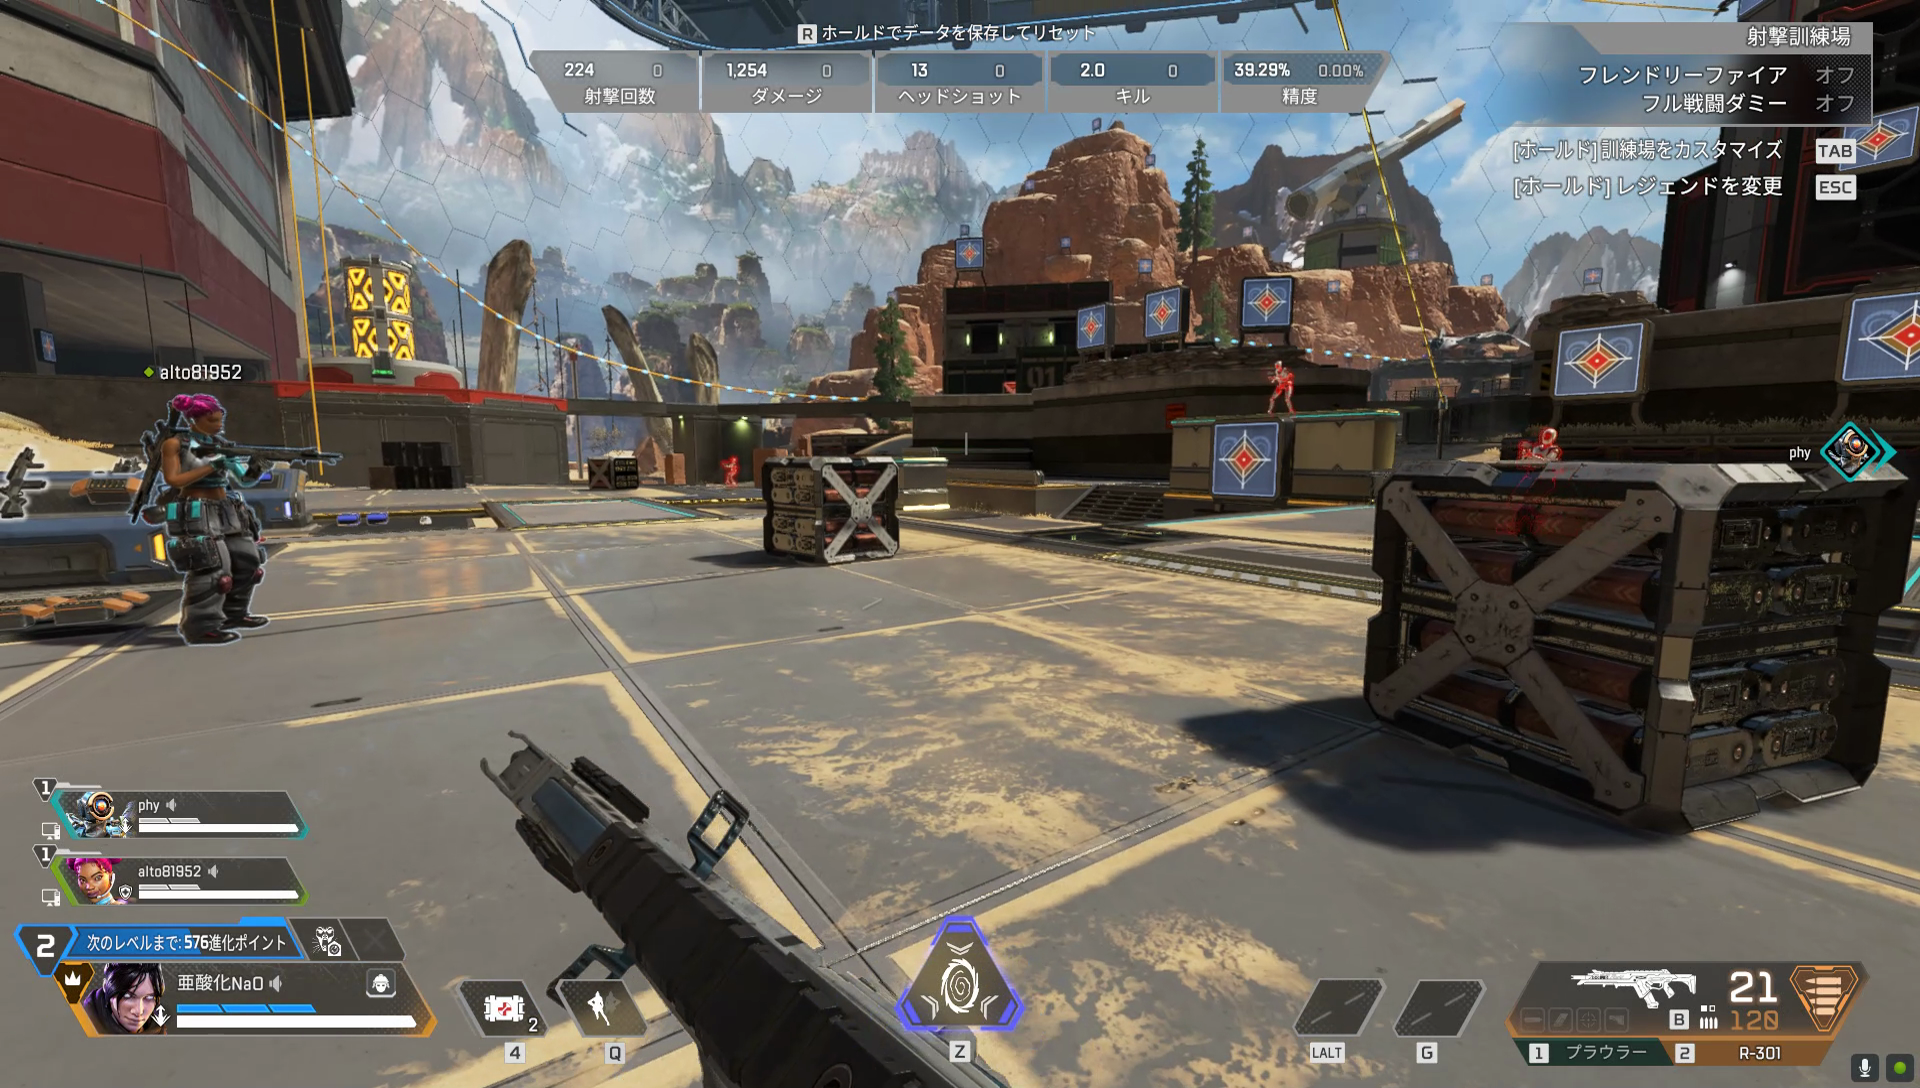 R ホールドでデータを保存してリセット
224 0 1,254 0 13 0 2.0 0 39.29% 0.00%
射撃回数 ダメージ ヘッドショット キル 精度
射撃訓練場
フレンドリーファイア オフ
フル戦闘ダミー オフ
[ホールド]訓練場をカスタマイズ TAB
[ホールド]レジェンドを変更 ESC
alto81952
01
phy
1
phy
1
alto81952
2 次のレベルまで:576進化ポイント
亜酸化NaO
2
4 Q Z LALT G
21
B 120
1 プラウラー 2 R-301